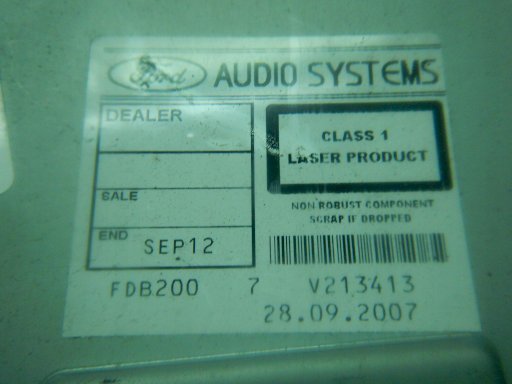 Ford AUDIO SYSTEMS
DEALER
CLASS 1
LASER PRODUCT
SALE
NON ROBUST COMPONENT
SCRAP IF DROPPED
END SEP12
FDB200 7 V213413
28.09.2007